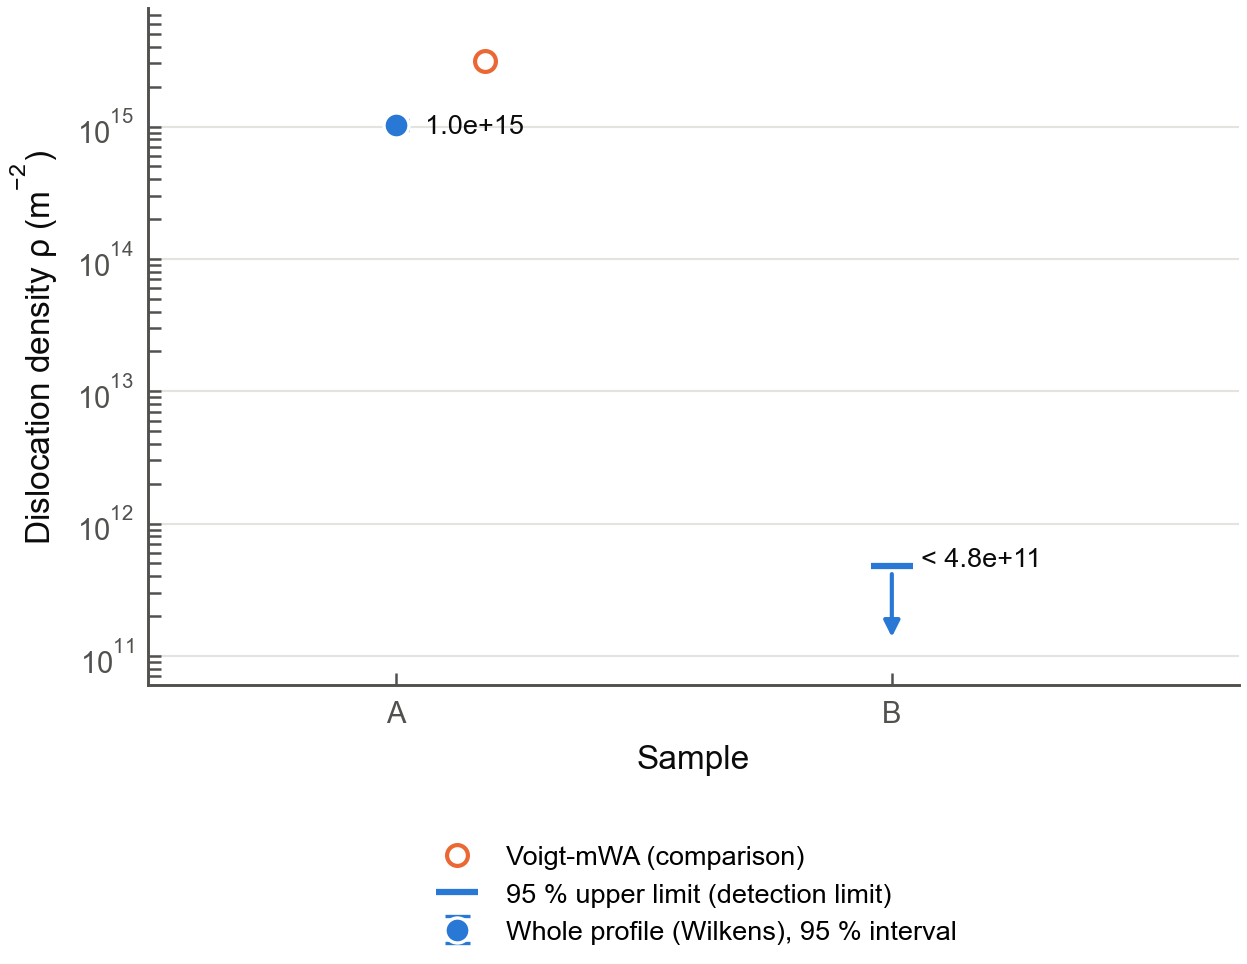 10^15
10^14
10^13
10^12
10^11
Dislocation density ρ (m^−2)
1.0e+15
< 4.8e+11
A
B
Sample
Voigt-mWA (comparison)
95 % upper limit (detection limit)
Whole profile (Wilkens), 95 % interval